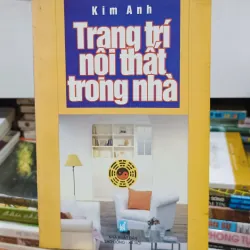 Kim Anh
Trang trí
nội thất
trong nhà